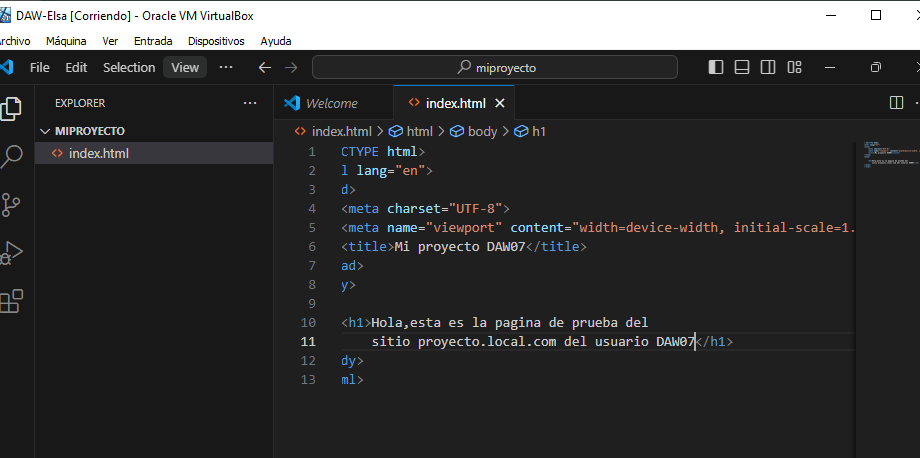 DAW-Elsa [Corriendo] - Oracle VM VirtualBox
Archivo Máquina Ver Entrada Dispositivos Ayuda
File Edit Selection View ··· miproyecto
EXPLORER ···
MIPROYECTO
index.html
Welcome index.html
index.html > html > body > h1
1 CTYPE html>
2 l lang="en">
3 d>
4 <meta charset="UTF-8">
5 <meta name="viewport" content="width=device-width, initial-scale=1.
6 <title>Mi proyecto DAW07</title>
7 ad>
8 y>
9
10 <h1>Hola,esta es la pagina de prueba del
11 sitio proyecto.local.com del usuario DAW07</h1>
12 dy>
13 ml>